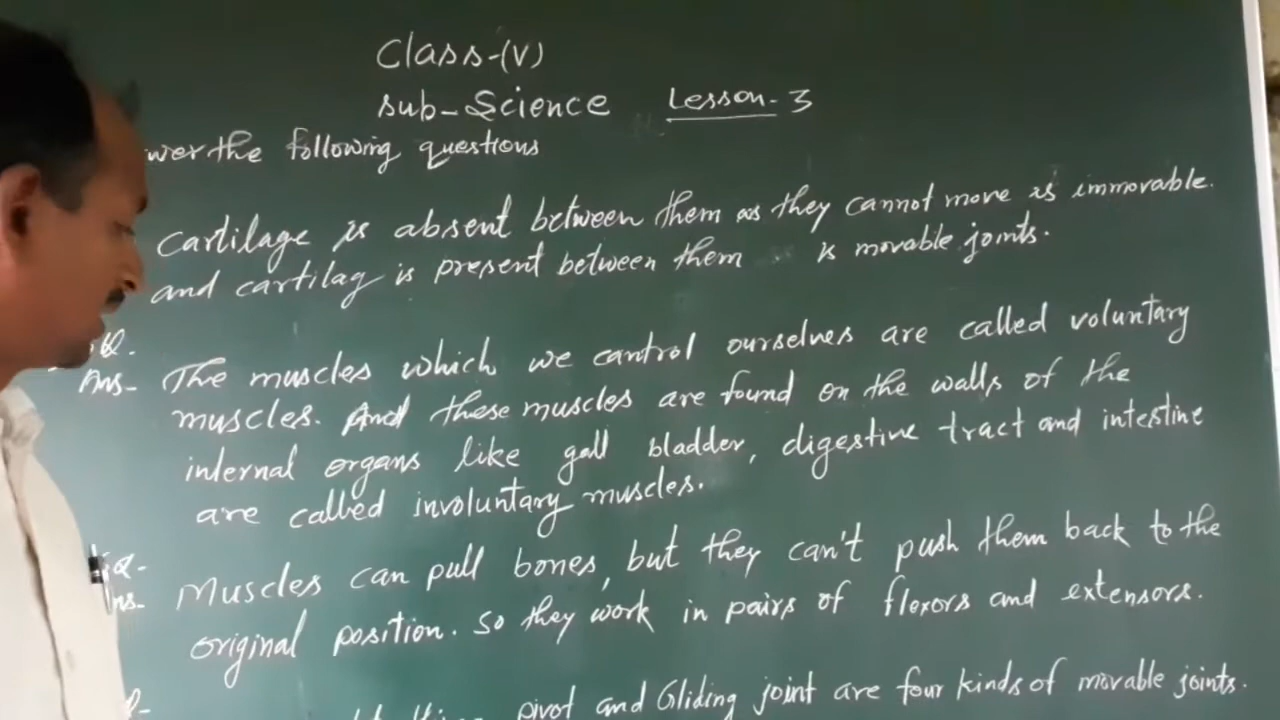 Class-(V)
Sub-Science Lesson-3
wer the following questions
Cartilage is absent between them as they cannot move is immovable.
and cartilag is present between them is movable joints.
Q.
Ans- The muscles which we cantrol ourselves are called voluntary
muscles. And these muscles are found on the walls of the
internal organs like gall bladder, digestive tract and intestine
are called involuntary muscles.
Q-
ns- Muscles can pull bones, but they can't push them back to the
original position. So they work in pairs of flexors and extensors.
pivot and Gliding joint are four kinds of movable joints.